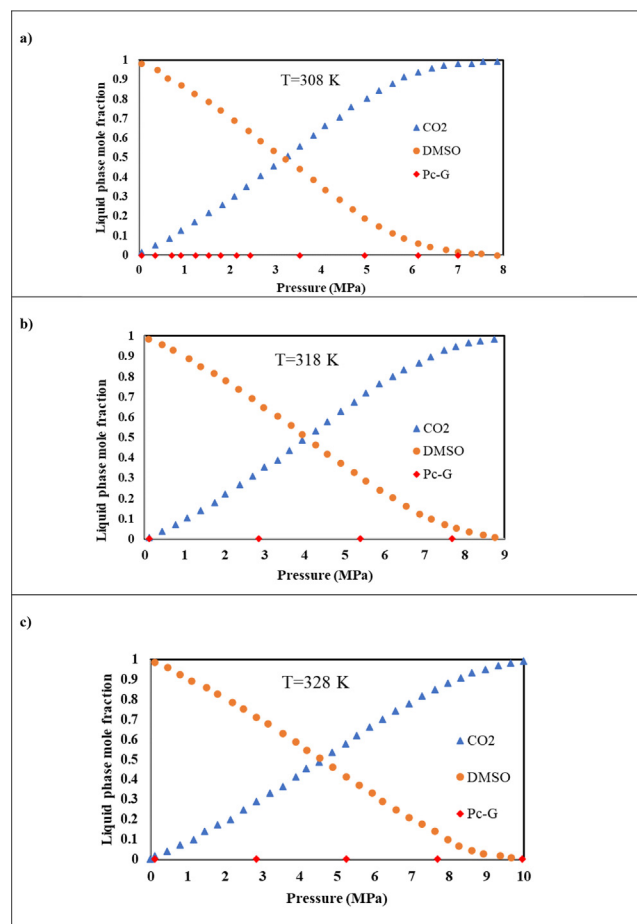 a)
T=308 K
Liquid phase mole fraction
1
0.9
0.8
0.7
0.6
0.5
0.4
0.3
0.2
0.1
0
CO2
DMSO
Pc-G
0 1 2 3 4 5 6 7 8
Pressure (MPa)
b)
T=318 K
Liquid phase mole fraction
1
0.9
0.8
0.7
0.6
0.5
0.4
0.3
0.2
0.1
0
CO2
DMSO
Pc-G
0 1 2 3 4 5 6 7 8 9
Pressure (MPa)
c)
T=328 K
Liquid phase mole fraction
1
0.9
0.8
0.7
0.6
0.5
0.4
0.3
0.2
0.1
0
CO2
DMSO
Pc-G
0 1 2 3 4 5 6 7 8 9 10
Pressure (MPa)